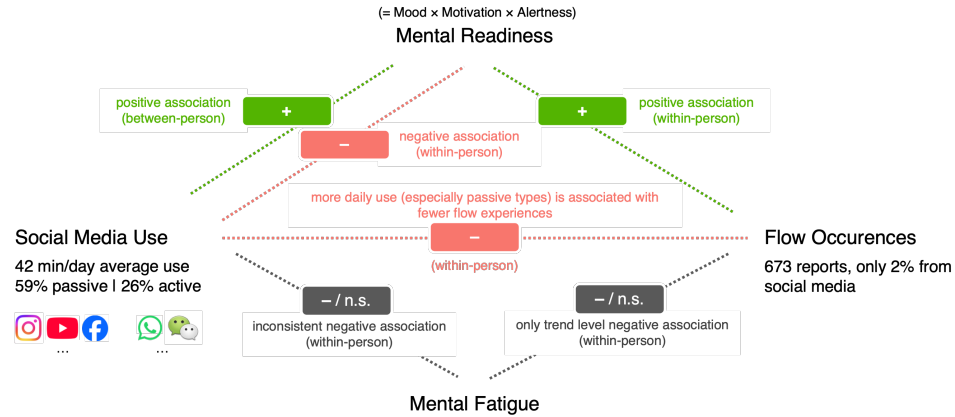 (= Mood × Motivation × Alertness)
Mental Readiness
positive association
(between-person)
+
+
positive association
(within-person)
−
negative association
(within-person)
more daily use (especially passive types) is associated with
fewer flow experiences
−
(within-person)
Social Media Use
42 min/day average use
59% passive I 26% active
...
...
Flow Occurences
673 reports, only 2% from
social media
− / n.s.
inconsistent negative association
(within-person)
− / n.s.
only trend level negative association
(within-person)
Mental Fatigue